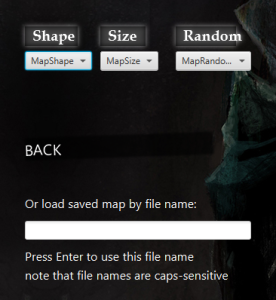 Shape Size Random
MapShape MapSize MapRando...
BACK
Or load saved map by file name:
Press Enter to use this file name
note that file names are caps-sensitive